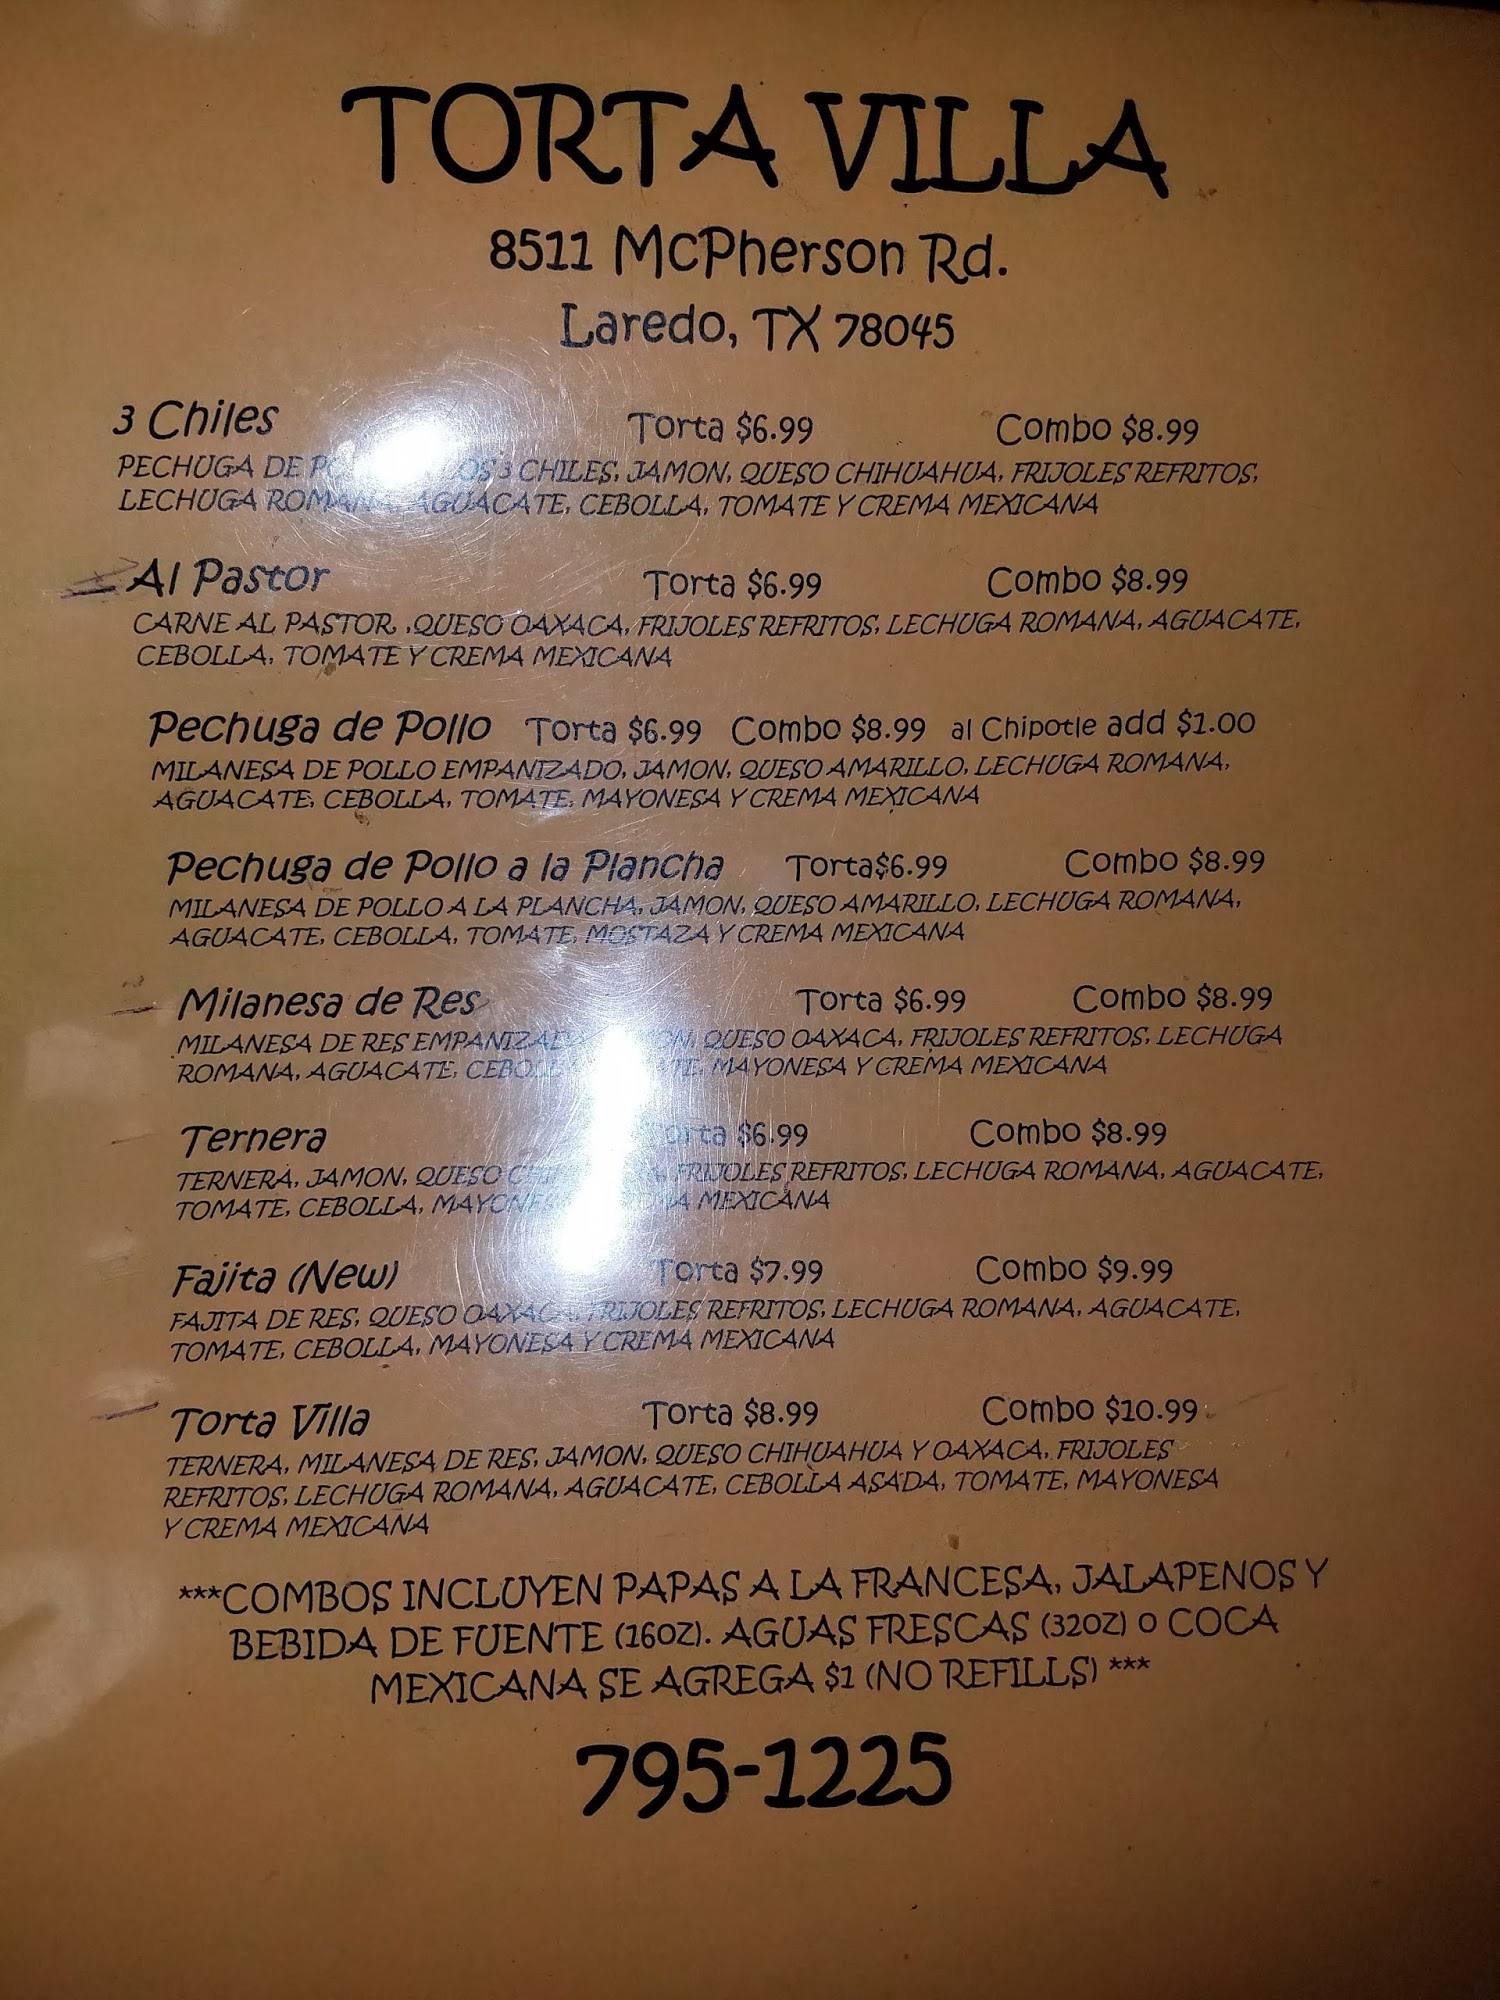 TORTA VILLA
8511 McPherson Rd.
Laredo, TX 78045
3 Chiles Torta $6.99 Combo $8.99
PECHUGA DE 3 CHILES, JAMON, QUESO CHIHUAHUA, FRIJOLES REFRITOS,
LECHUGA ROMANA, AGUACATE, CEBOLLA, TOMATE Y CREMA MEXICANA
Al Pastor Torta $6.99 Combo $8.99
CARNE AL PASTOR, ,QUESO OAXACA, FRIJOLES REFRITOS, LECHUGA ROMANA, AGUACATE,
CEBOLLA, TOMATE Y CREMA MEXICANA
Pechuga de Pollo Torta $6.99 Combo $8.99 al Chipotle add $1.00
MILANESA DE POLLO EMPANIZADO, JAMON, QUESO AMARILLO, LECHUGA ROMANA,
AGUACATE, CEBOLLA, TOMATE, MAYONESA Y CREMA MEXICANA
Pechuga de Pollo a la Plancha Torta$6.99 Combo $8.99
MILANESA DE POLLO A LA PLANCHA, JAMON, QUESO AMARILLO, LECHUGA ROMANA,
AGUACATE, CEBOLLA, TOMATE, MOSTAZA Y CREMA MEXICANA
Milanesa de Res Torta $6.99 Combo $8.99
MILANESA DE RES QUESO OAXACA, FRIJOLES REFRITOS, LECHUGA
ROMANA, AGUACATE, MAYONESA Y CREMA MEXICANA
Ternera Torta $6.99 Combo $8.99
TERNERA, JAMON, QUESO FRIJOLES REFRITOS, LECHUGA ROMANA, AGUACATE,
TOMATE, CEBOLLA, MEXICANA
Fajita (New) Torta $7.99 Combo $9.99
FAJITA DE RES, QUESO OAXACA, FRIJOLES REFRITOS, LECHUGA ROMANA, AGUACATE,
TOMATE, CEBOLLA, MAYONESA Y CREMA MEXICANA
Torta Villa Torta $8.99 Combo $10.99
TERNERA, MILANESA DE RES, JAMON, QUESO CHIHUAHUA Y OAXACA, FRIJOLES
REFRITOS, LECHUGA ROMANA, AGUACATE, CEBOLLA ASADA, TOMATE, MAYONESA
Y CREMA MEXICANA
***COMBOS INCLUYEN PAPAS A LA FRANCESA, JALAPENOS Y
BEBIDA DE FUENTE (16OZ). AGUAS FRESCAS (32OZ) O COCA
MEXICANA SE AGREGA $1 (NO REFILLS) ***
795-1225